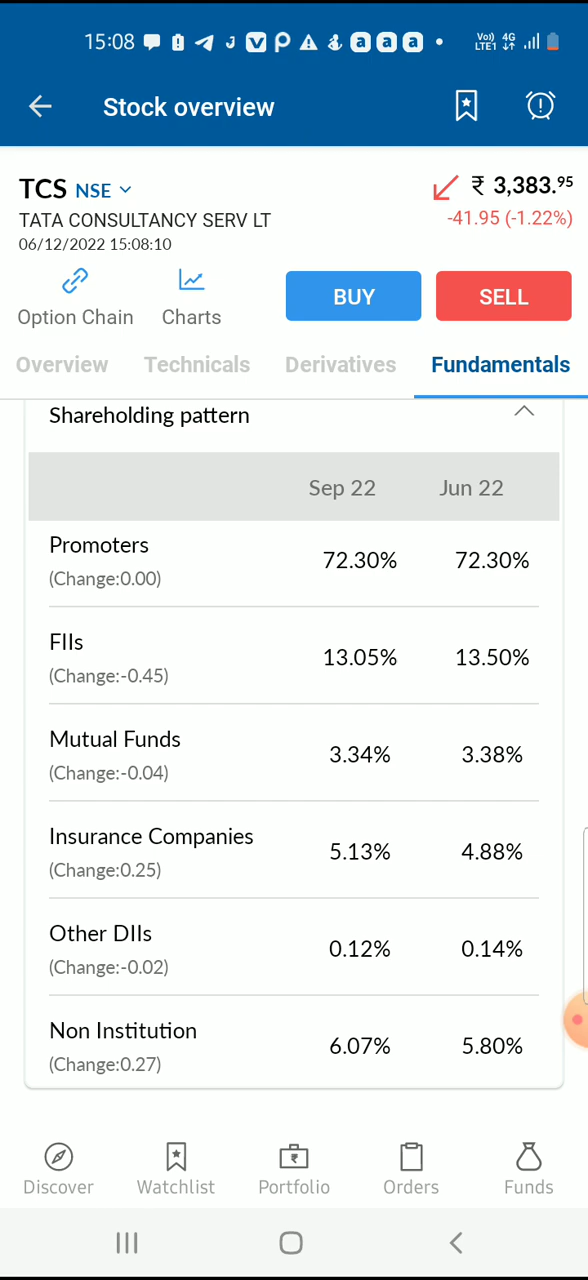 15:08
Vo)) 4G
LTE1
Stock overview
TCS NSE
₹ 3,383.95
TATA CONSULTANCY SERV LT
-41.95 (-1.22%)
06/12/2022 15:08:10
Option Chain
Charts
BUY
SELL
Overview
Technicals
Derivatives
Fundamentals
Shareholding pattern
Sep 22 Jun 22
Promoters
72.30% 72.30%
(Change:0.00)
FIIs
13.05% 13.50%
(Change:-0.45)
Mutual Funds
3.34% 3.38%
(Change:-0.04)
Insurance Companies
5.13% 4.88%
(Change:0.25)
Other DIIs
0.12% 0.14%
(Change:-0.02)
Non Institution
6.07% 5.80%
(Change:0.27)
Discover
Watchlist
Portfolio
Orders
Funds